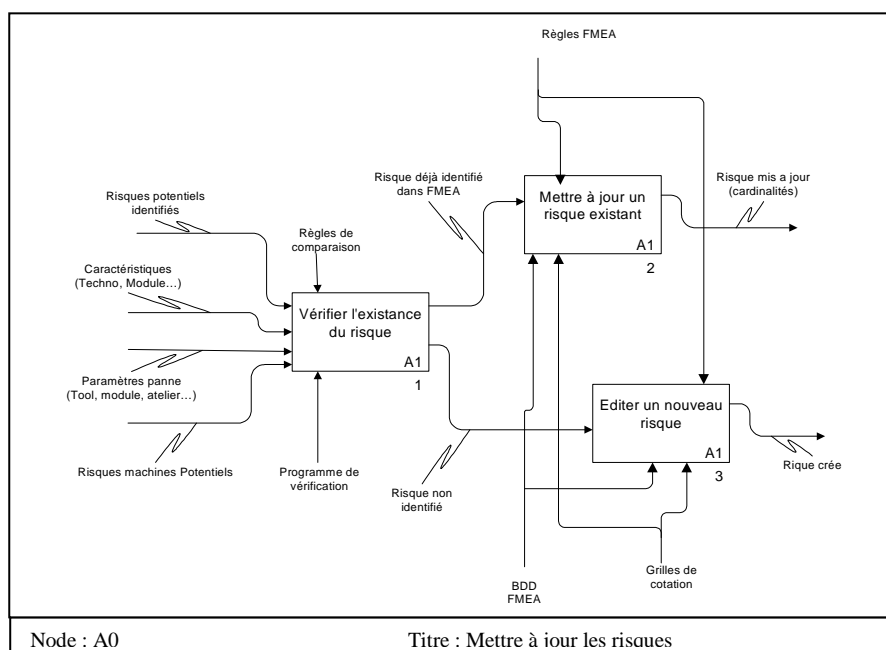 Règles FMEA
Risques potentiels
identifiés
Règles de
comparaison
Risque déjà identifié
dans FMEA
Mettre à jour un
risque existant
A1
2
Risque mis a jour
(cardinalités)
Caractéristiques
(Techno, Module…)
Vérifier l'existance
du risque
A1
1
Paramètres panne
(Tool, module, atelier…)
Editer un nouveau
risque
A1
3
Risques machines Potentiels
Programme de
vérification
Risque non
identifié
Rique crée
BDD
FMEA
Grilles de
cotation
Node : A0
Titre : Mettre à jour les risques